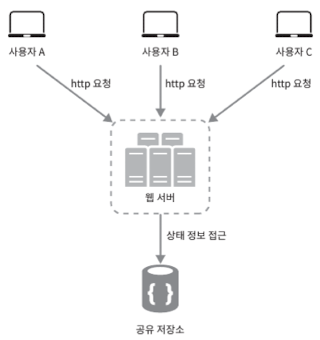 사용자 A
사용자 B
사용자 C
http 요청
http 요청
http 요청
웹 서버
상태 정보 접근
{ }
공유 저장소